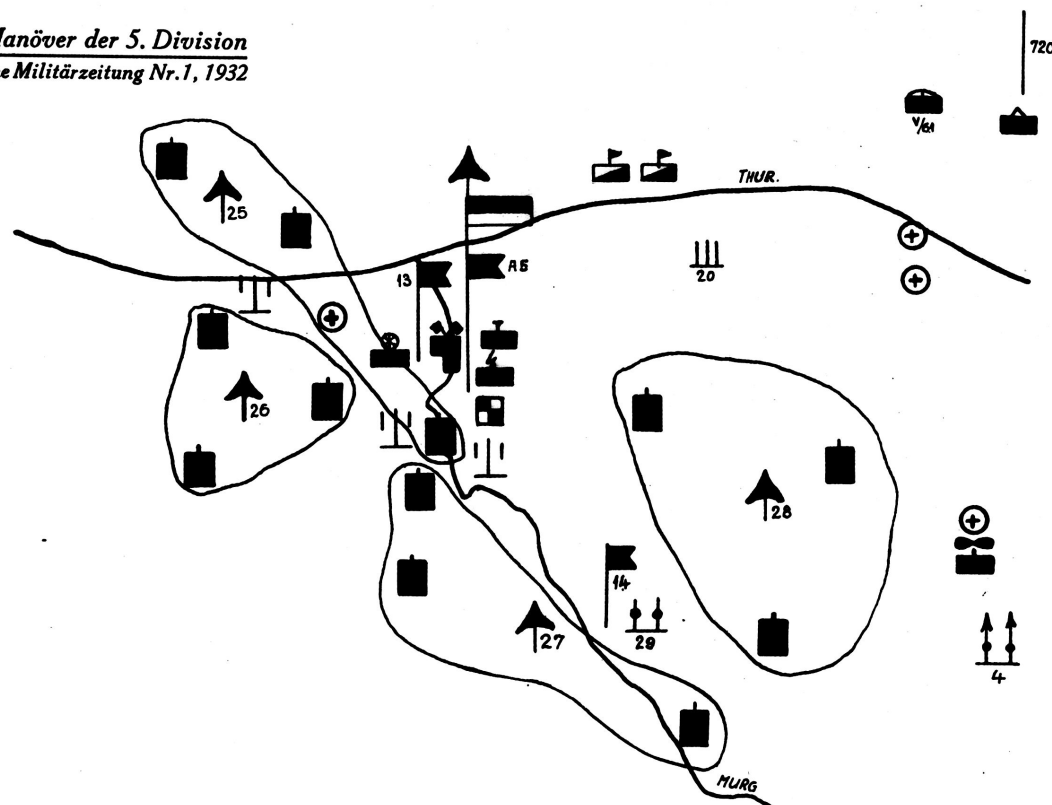 Manöver der 5. Division
e Militärzeitung Nr.1, 1932
720
V/61
THUR.
25
13
20
26
28
14
29
27
4
MURG